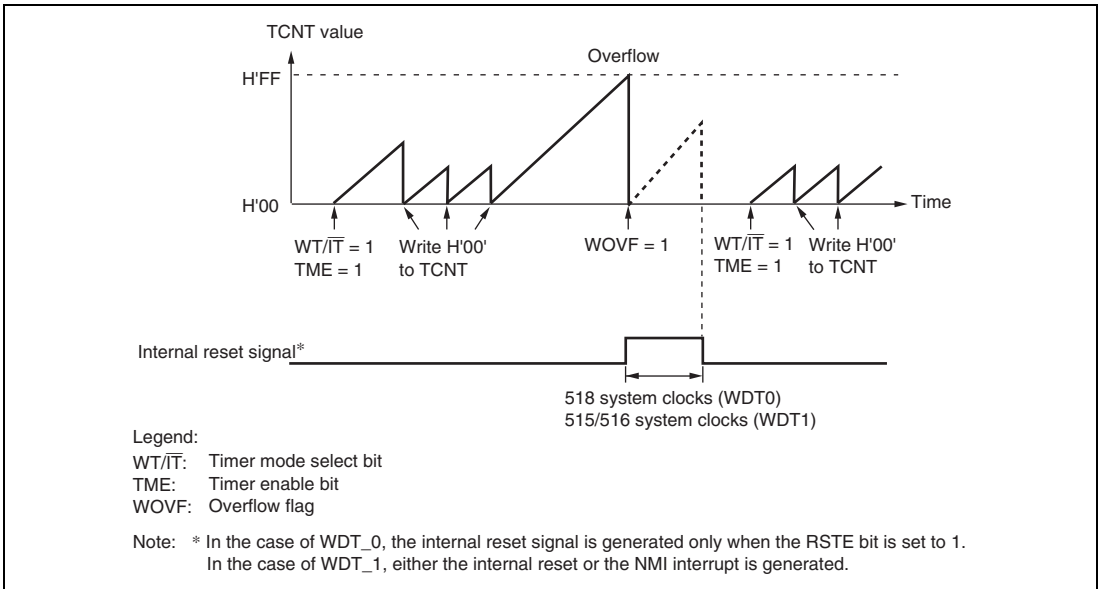 TCNT value
Overflow
H'FF
H'00
Time
WT/IT = 1
TME = 1
Write H'00'
to TCNT
WOVF = 1
WT/IT = 1
TME = 1
Write H'00'
to TCNT
Internal reset signal*
518 system clocks (WDT0)
515/516 system clocks (WDT1)
Legend:
WT/IT: Timer mode select bit
TME: Timer enable bit
WOVF: Overflow flag
Note: * In the case of WDT_0, the internal reset signal is generated only when the RSTE bit is set to 1.
In the case of WDT_1, either the internal reset or the NMI interrupt is generated.